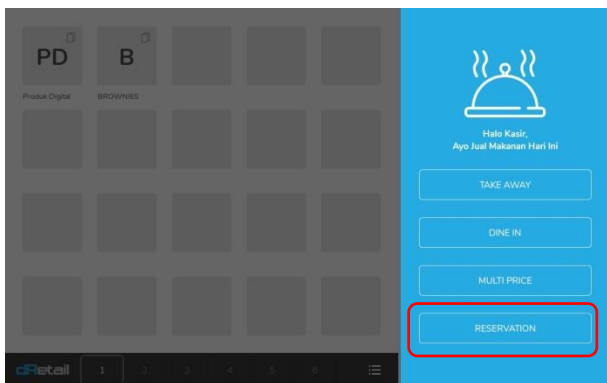 PD
B
Produk Digital
BROWNIES
Halo Kasir,
Ayo Jual Makanan Hari Ini
TAKE AWAY
DINE IN
MULTI PRICE
RESERVATION
dRetail 1 2 3 4 5 6